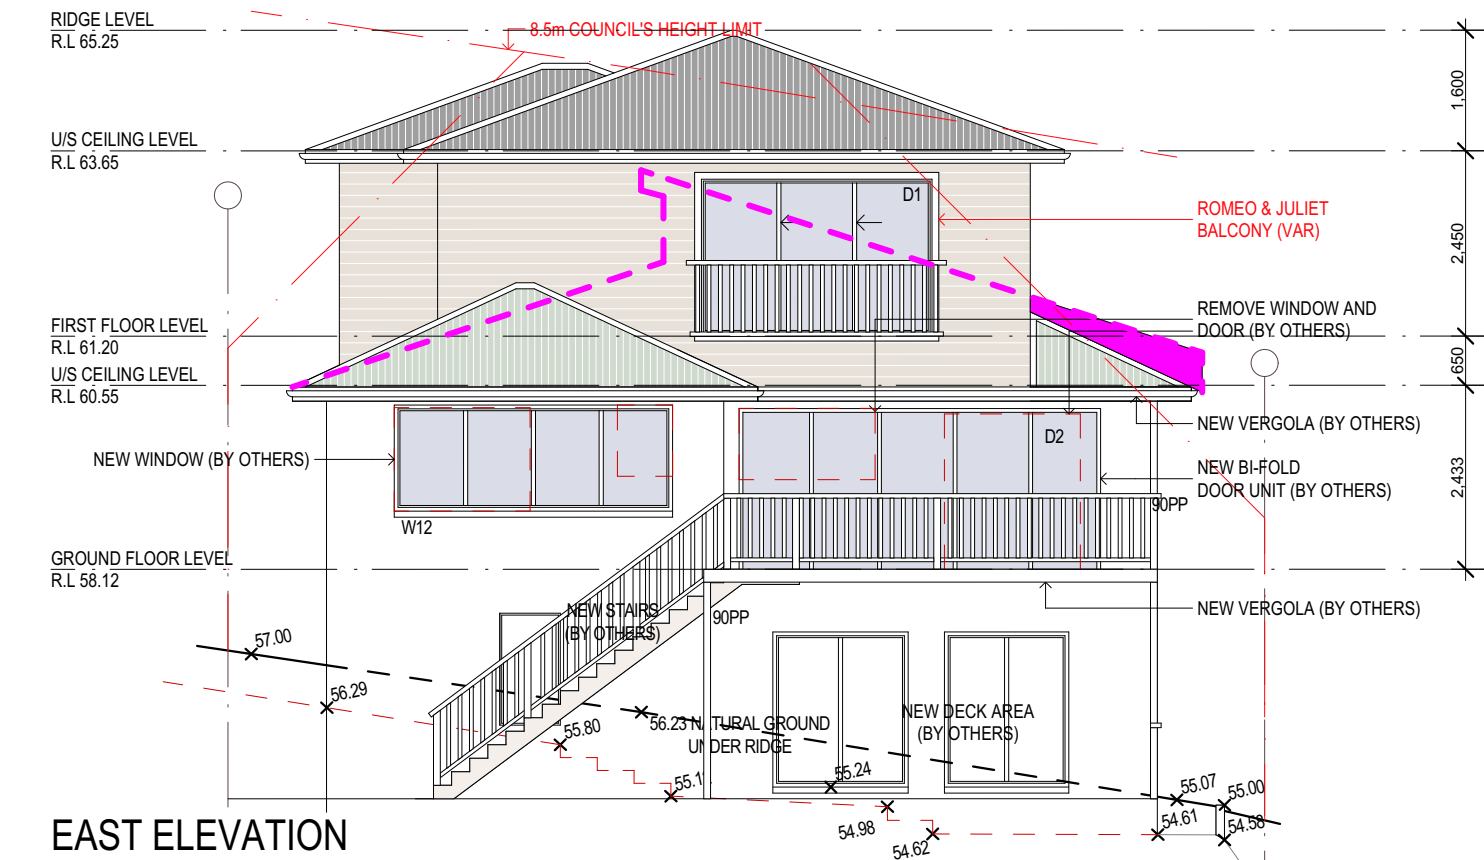 RIDGE LEVEL
R.L 65.25
8.5m COUNCIL'S HEIGHT LIMIT
1,600
U/S CEILING LEVEL
R.L 63.65
D1
ROMEO & JULIET
BALCONY (VAR)
2,450
REMOVE WINDOW AND
DOOR (BY OTHERS)
FIRST FLOOR LEVEL
R.L 61.20
650
U/S CEILING LEVEL
R.L 60.55
NEW VERGOLA (BY OTHERS)
D2
NEW WINDOW (BY OTHERS)
NEW BI-FOLD
DOOR UNIT (BY OTHERS)
2,433
90PP
W12
GROUND FLOOR LEVEL
R.L 58.12
NEW STAIRS
(BY OTHERS)
90PP
NEW VERGOLA (BY OTHERS)
57.00
56.29
55.80
56.23 NATURAL GROUND
UNDER RIDGE
NEW DECK AREA
(BY OTHERS)
55.24
55.07
55.00
54.98
54.62
54.61
54.58
EAST ELEVATION